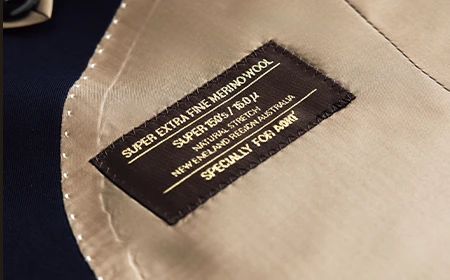 SUPER EXTRA FINE MERINO WOOL
SUPER 150's / 16.0 µ
NATURAL STRETCH
NEW ENGLAND REGION AUSTRALIA
SPECIALLY FOR